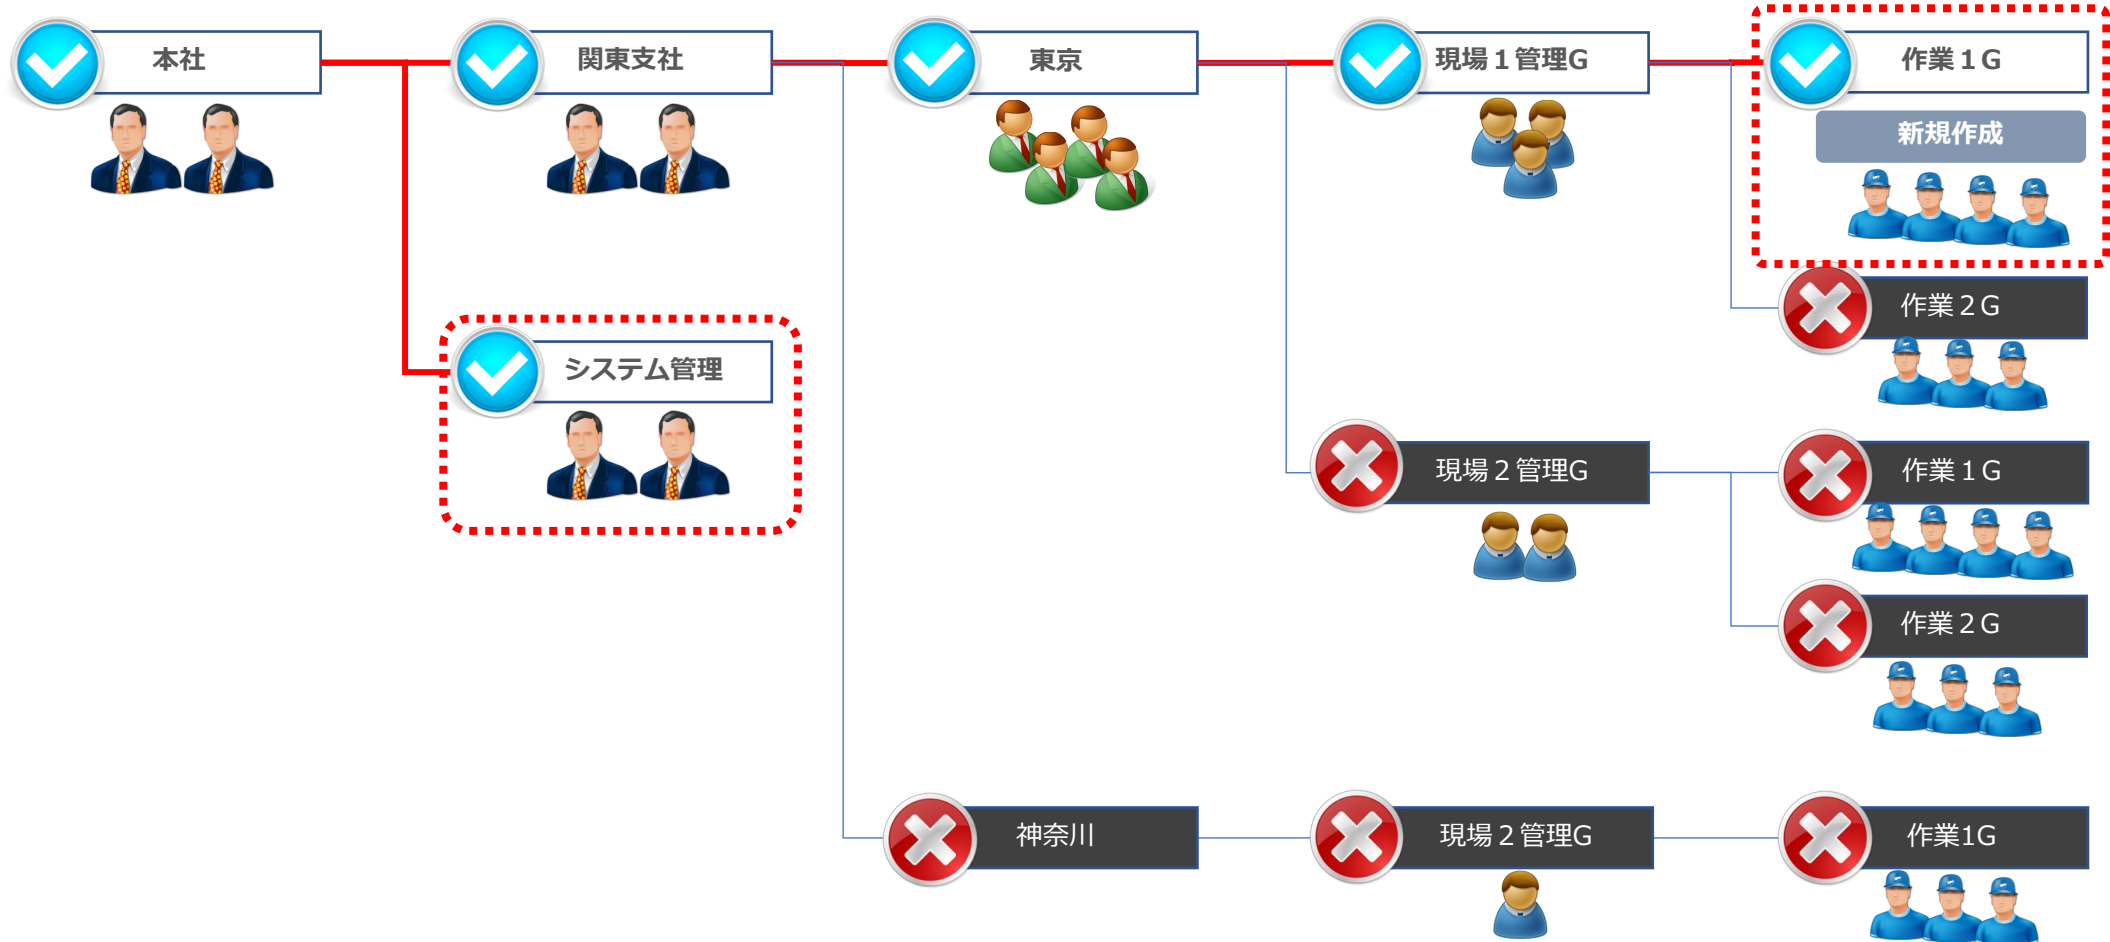 本社
関東支社
東京
現場１管理G
作業１G
新規作成
作業２G
システム管理
現場２管理G
作業１G
作業２G
神奈川
現場２管理G
作業1G